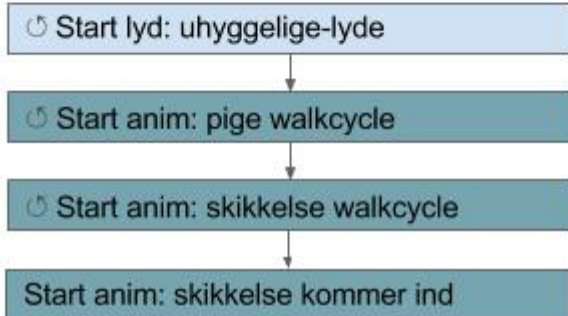 ↺ Start lyd: uhyggelige-lyde
↺ Start anim: pige walkcycle
↺ Start anim: skikkelse walkcycle
Start anim: skikkelse kommer ind